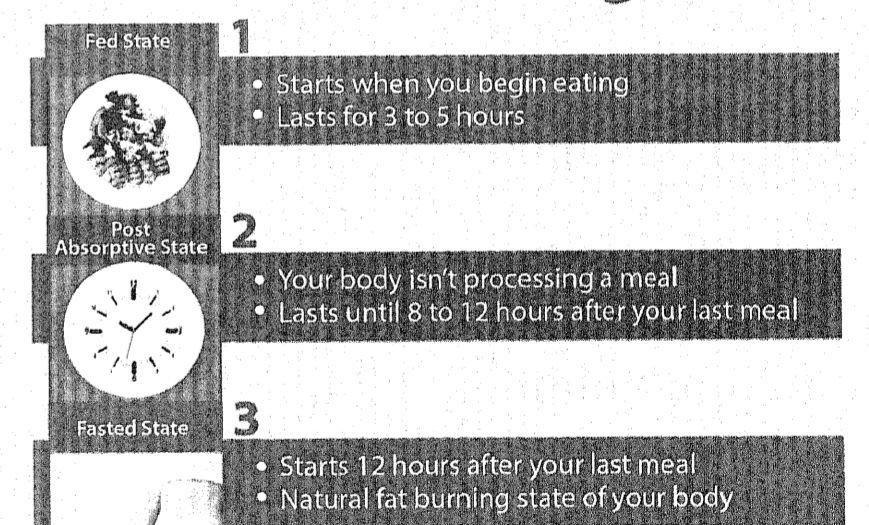 Fed State
1
• Starts when you begin eating
• Lasts for 3 to 5 hours
Post
Absorptive State
2
• Your body isn't processing a meal
• Lasts until 8 to 12 hours after your last meal
Fasted State
3
• Starts 12 hours after your last meal
• Natural fat burning state of your body